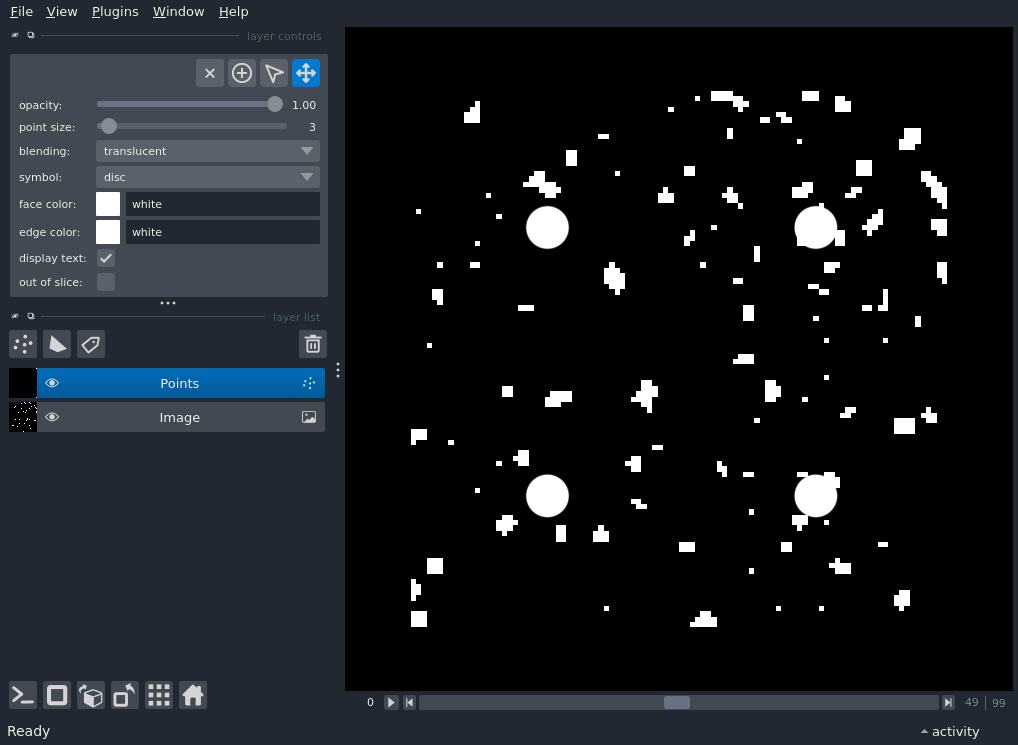 File View Plugins Window Help
layer controls
opacity: 1.00
point size: 3
blending: translucent
symbol: disc
face color: white
edge color: white
display text:
out of slice:
layer list
Points
Image
0 49 99
Ready activity